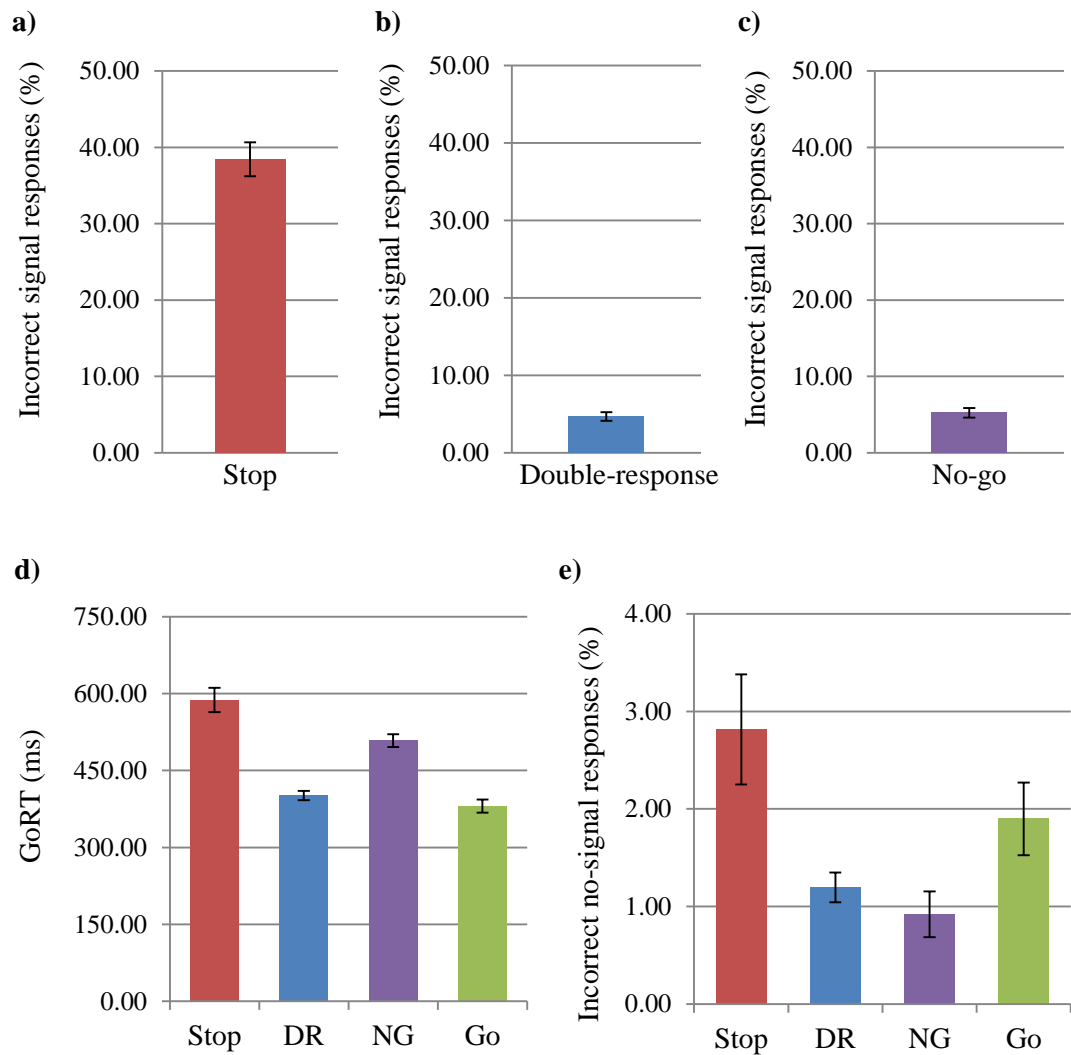 a)
Incorrect signal responses (%)
50.00
40.00
30.00
20.00
10.00
0.00
Stop
b)
Incorrect signal responses (%)
50.00
40.00
30.00
20.00
10.00
0.00
Double-response
c)
Incorrect signal responses (%)
50.00
40.00
30.00
20.00
10.00
0.00
No-go
d)
GoRT (ms)
750.00
600.00
450.00
300.00
150.00
0.00
Stop DR NG Go
e)
Incorrect no-signal responses (%)
4.00
3.00
2.00
1.00
0.00
Stop DR NG Go